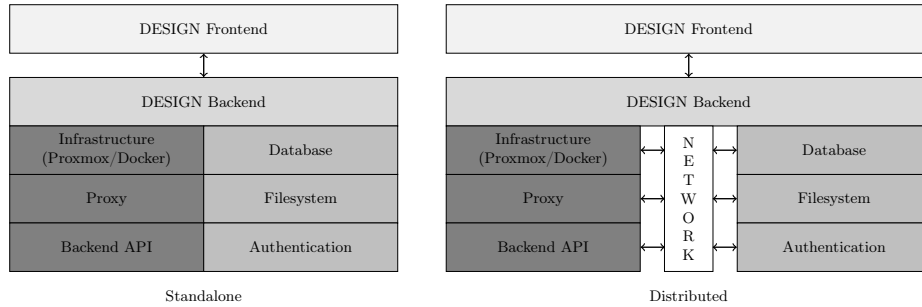 DESIGN Frontend
DESIGN Backend
Infrastructure
(Proxmox/Docker)
Database
Proxy
Filesystem
Backend API
Authentication
Standalone
DESIGN Frontend
DESIGN Backend
Infrastructure
(Proxmox/Docker)
N
E
T
W
O
R
K
Database
Proxy
Filesystem
Backend API
Authentication
Distributed